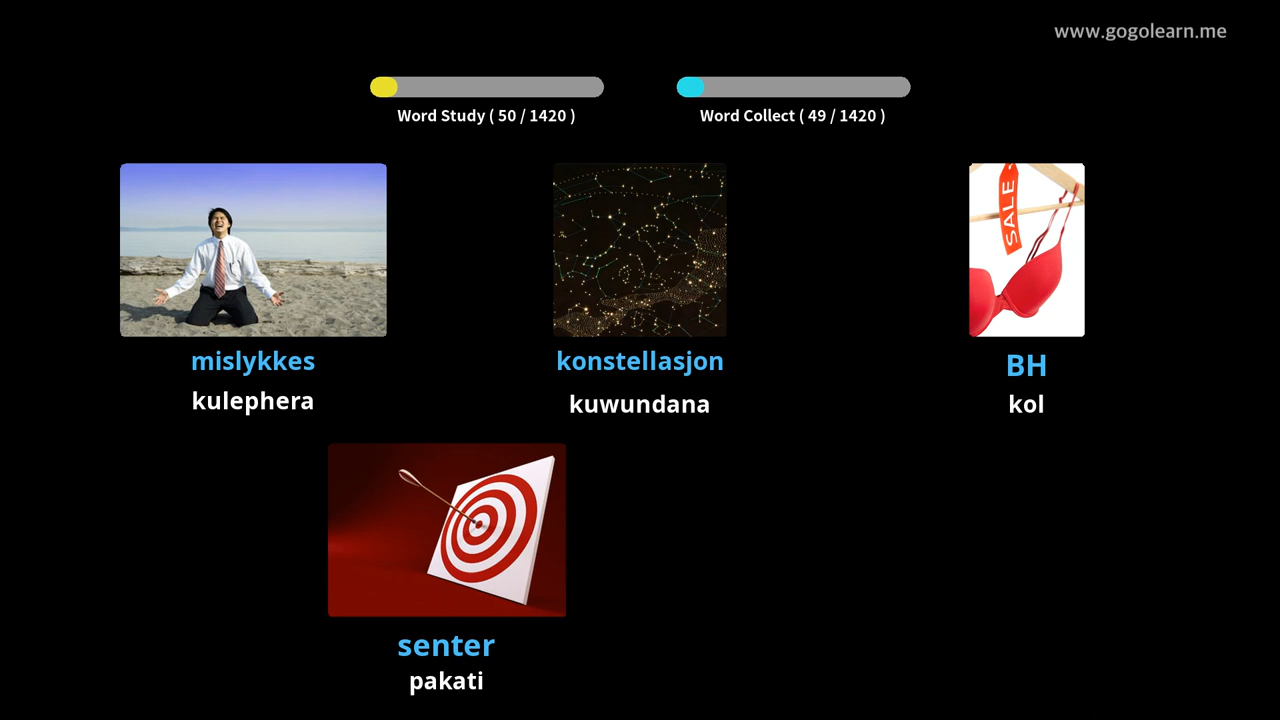 www.gogolearn.me
Word Study ( 50 / 1420 )
Word Collect ( 49 / 1420 )
SALE
mislykkes
konstellasjon
BH
kulephera
kuwundana
kol
senter
pakati